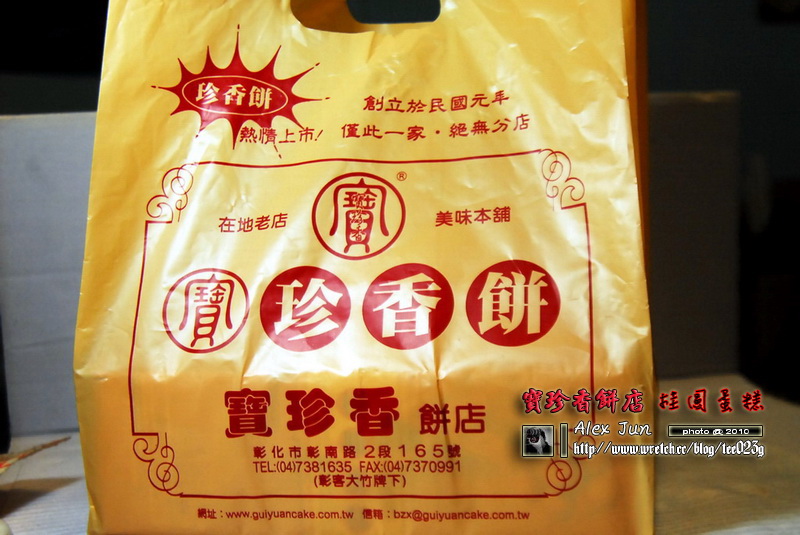 珍香餅
熱情上市!
創立於民國元年
僅此一家·絕無分店
寶 ®
在地老店
美味本舖
寶珍香餅
寶珍香 餅店
彰化市彰南路2段165號
TEL:(04)7381635 FAX:(04)7370991
(彰客大竹牌下)
網址:www.guiyuancake.com.tw 信箱:bzx@guiyuancake.com.tw
寶珍香餅店 桂圓蛋糕
Alex Jun photo @ 2010
http://www.wretch.cc/blog/tee023g